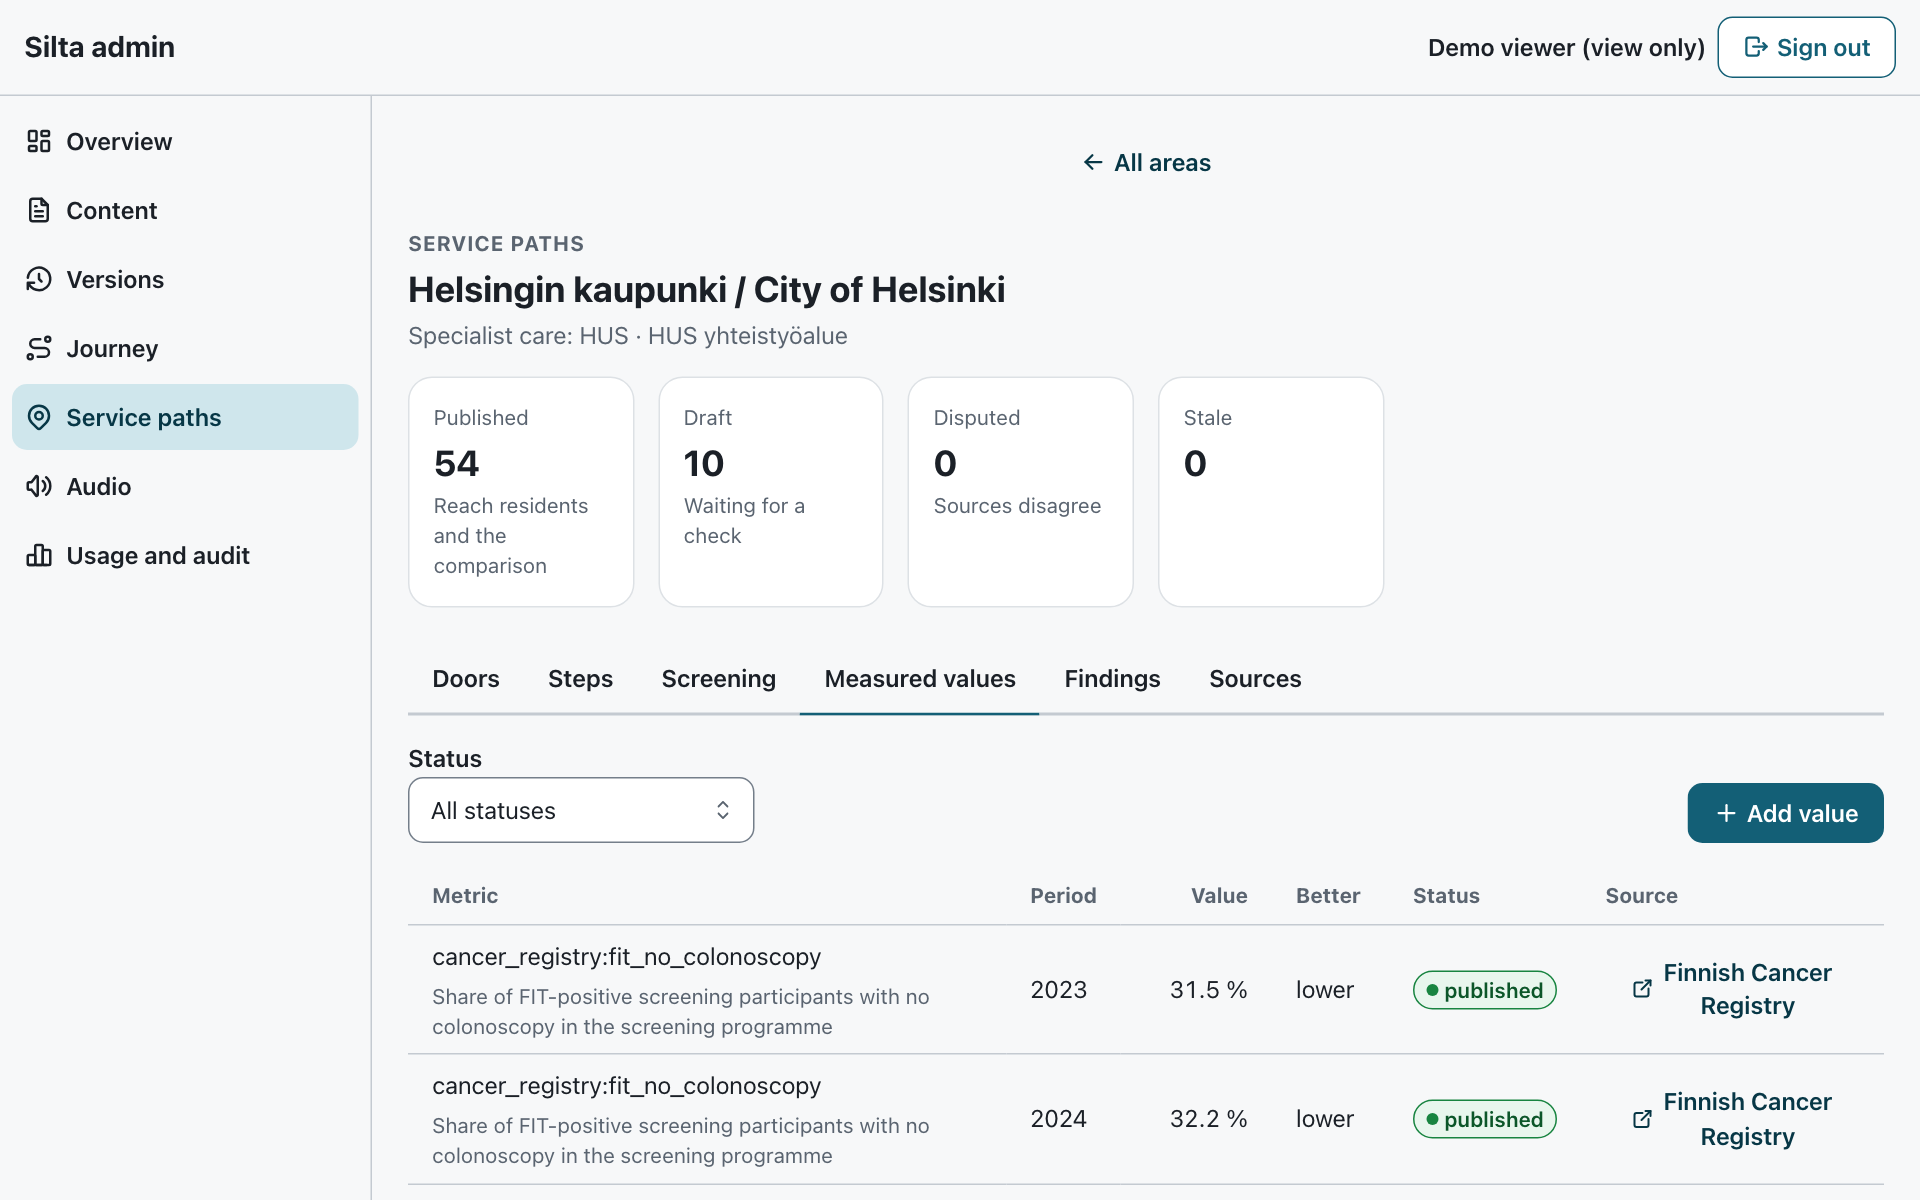 Silta admin
Demo viewer (view only)
Sign out
Overview
Content
Versions
Journey
Service paths
Audio
Usage and audit
All areas
SERVICE PATHS
Helsingin kaupunki / City of Helsinki
Specialist care: HUS · HUS yhteistyöalue
Published
54
Reach residents
and the
comparison
Draft
10
Waiting for a
check
Disputed
0
Sources disagree
Stale
0
Doors Steps Screening Measured values Findings Sources
Status
All statuses
Add value
Metric Period Value Better Status Source
cancer_registry:fit_no_colonoscopy
Share of FIT-positive screening participants with no
colonoscopy in the screening programme
2023 31.5 % lower published
Finnish Cancer
Registry
cancer_registry:fit_no_colonoscopy
Share of FIT-positive screening participants with no
colonoscopy in the screening programme
2024 32.2 % lower published
Finnish Cancer
Registry